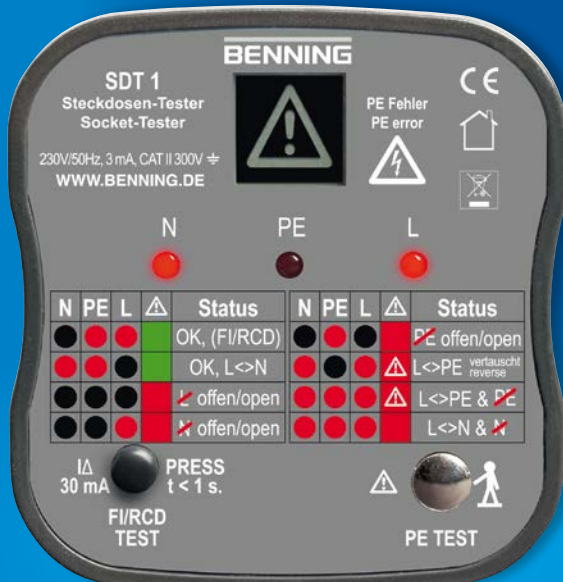 BENNING
SDT 1
Steckdosen-Tester
Socket-Tester
230V/50Hz, 3 mA, CAT II 300V
WWW.BENNING.DE
PE Fehler
PE error
CE
N PE L
N PE L Status
OK, (FI/RCD)
OK, L<>N
L offen/open
N offen/open
N PE L Status
PE offen/open
L<>PE vertauscht
reverse
L<>PE & PE
L<>N & N
IΔ
30 mA
PRESS
t < 1 s.
FI/RCD
TEST
PE TEST